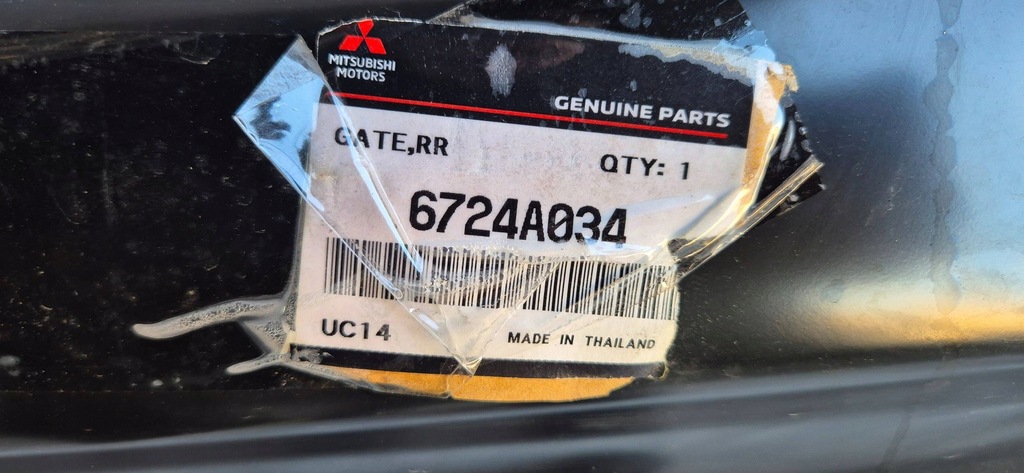 MITSUBISHI
MOTORS
GENUINE PARTS
GATE,RR
QTY: 1
6724A034
UC14
MADE IN THAILAND